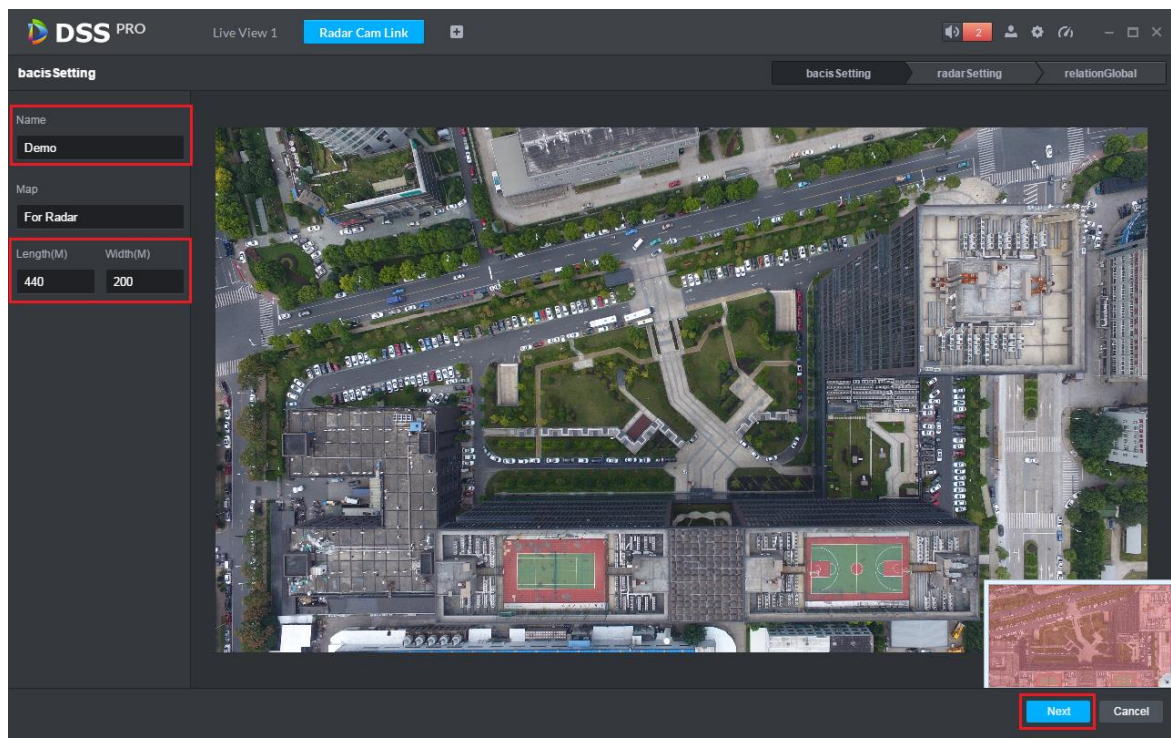 DSS PRO Live View 1 Radar Cam Link 2
bacisSetting bacisSetting radarSetting relationGlobal
Name
Demo
Map
For Radar
Length(M) Width(M)
440 200
Next Cancel